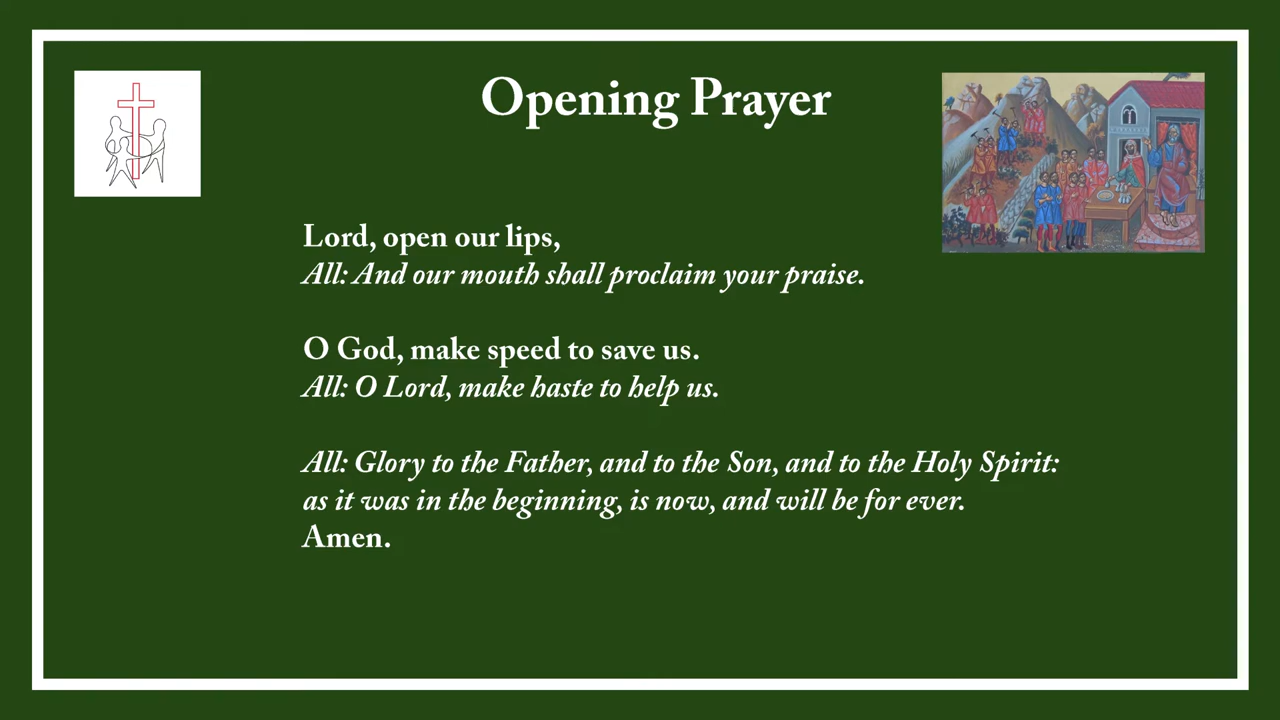 Opening Prayer
Lord, open our lips,
All: And our mouth shall proclaim your praise.
O God, make speed to save us.
All: O Lord, make haste to help us.
All: Glory to the Father, and to the Son, and to the Holy Spirit:
as it was in the beginning, is now, and will be for ever.
Amen.